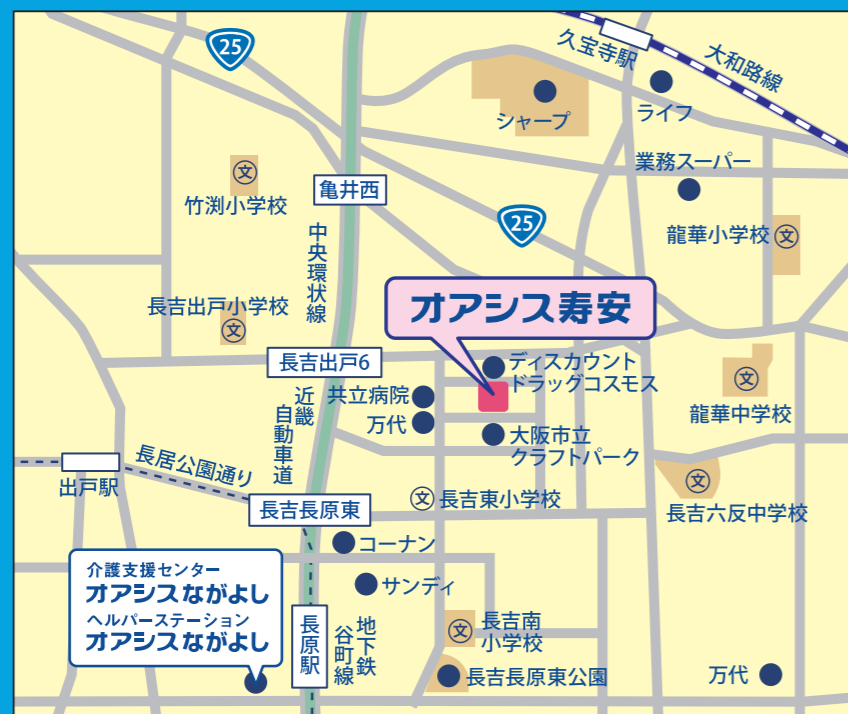 25
久宝寺駅
大和路線
シャープ
ライフ
業務スーパー
竹渕小学校
亀井西
中央環状線
25
龍華小学校
オアシス寿安
長吉出戸小学校
長吉出戸6
ディスカウント
ドラッグコスモス
近畿
自動車道
共立病院
万代
大阪市立
クラフトパーク
文
龍華中学校
出戸駅
長居公園通り
長吉長原東
文
長吉東小学校
文
長吉六反中学校
コーナン
サンディ
介護支援センター
オアシスながよし
ヘルパーステーション
オアシスながよし
長原駅
地下鉄
谷町線
文
長吉南
小学校
長吉長原東公園
万代
文
文
文